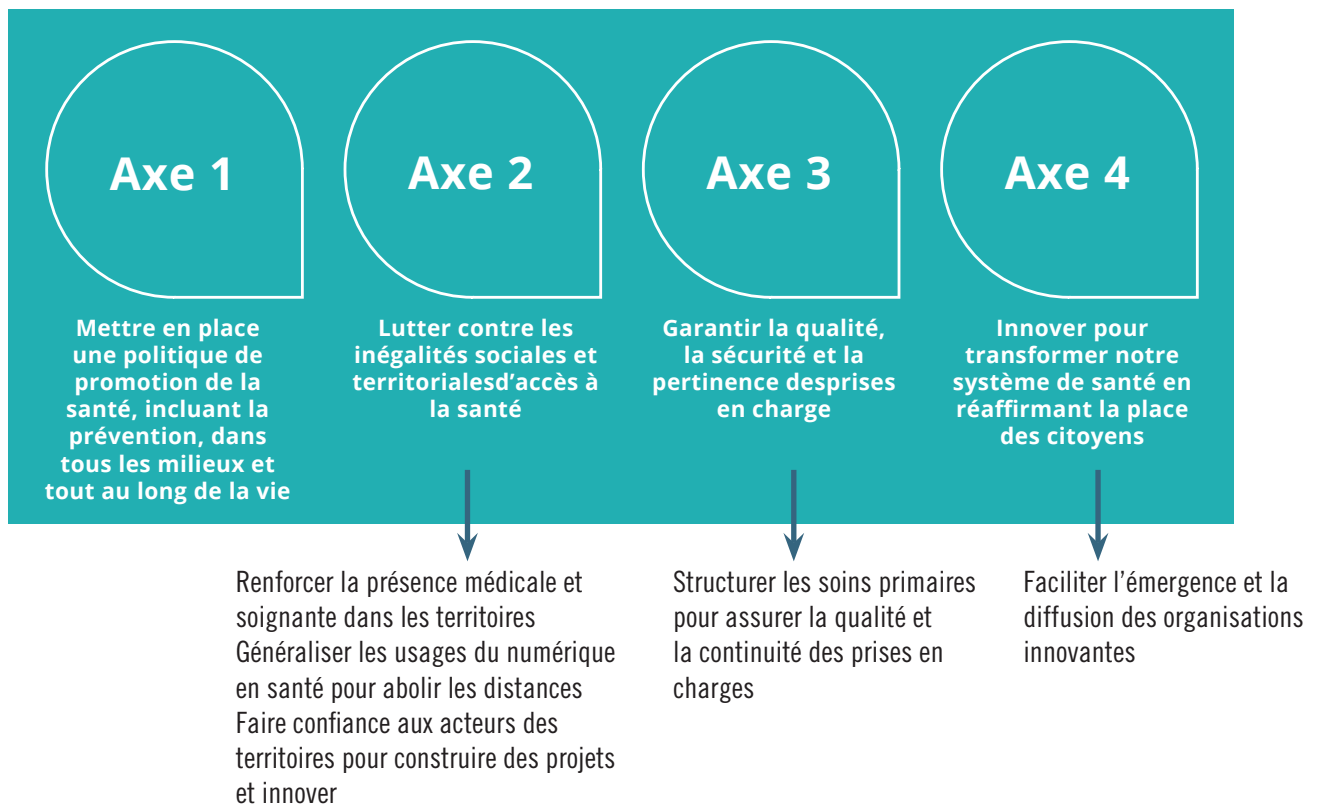 Axe 1
Mettre en place
une politique de
promotion de la
santé, incluant la
prévention, dans
tous les milieux et
tout au long de la vie
Axe 2
Lutter contre les
inégalités sociales et
territorialesd’accès à
la santé
Axe 3
Garantir la qualité,
la sécurité et la
pertinence desprises
en charge
Axe 4
Innover pour
transformer notre
système de santé en
réaffirmant la place
des citoyens
Renforcer la présence médicale et
soignante dans les territoires
Généraliser les usages du numérique
en santé pour abolir les distances
Faire confiance aux acteurs des
territoires pour construire des projets
et innover
Structurer les soins primaires
pour assurer la qualité et
la continuité des prises en
charges
Faciliter l’émergence et la
diffusion des organisations
innovantes